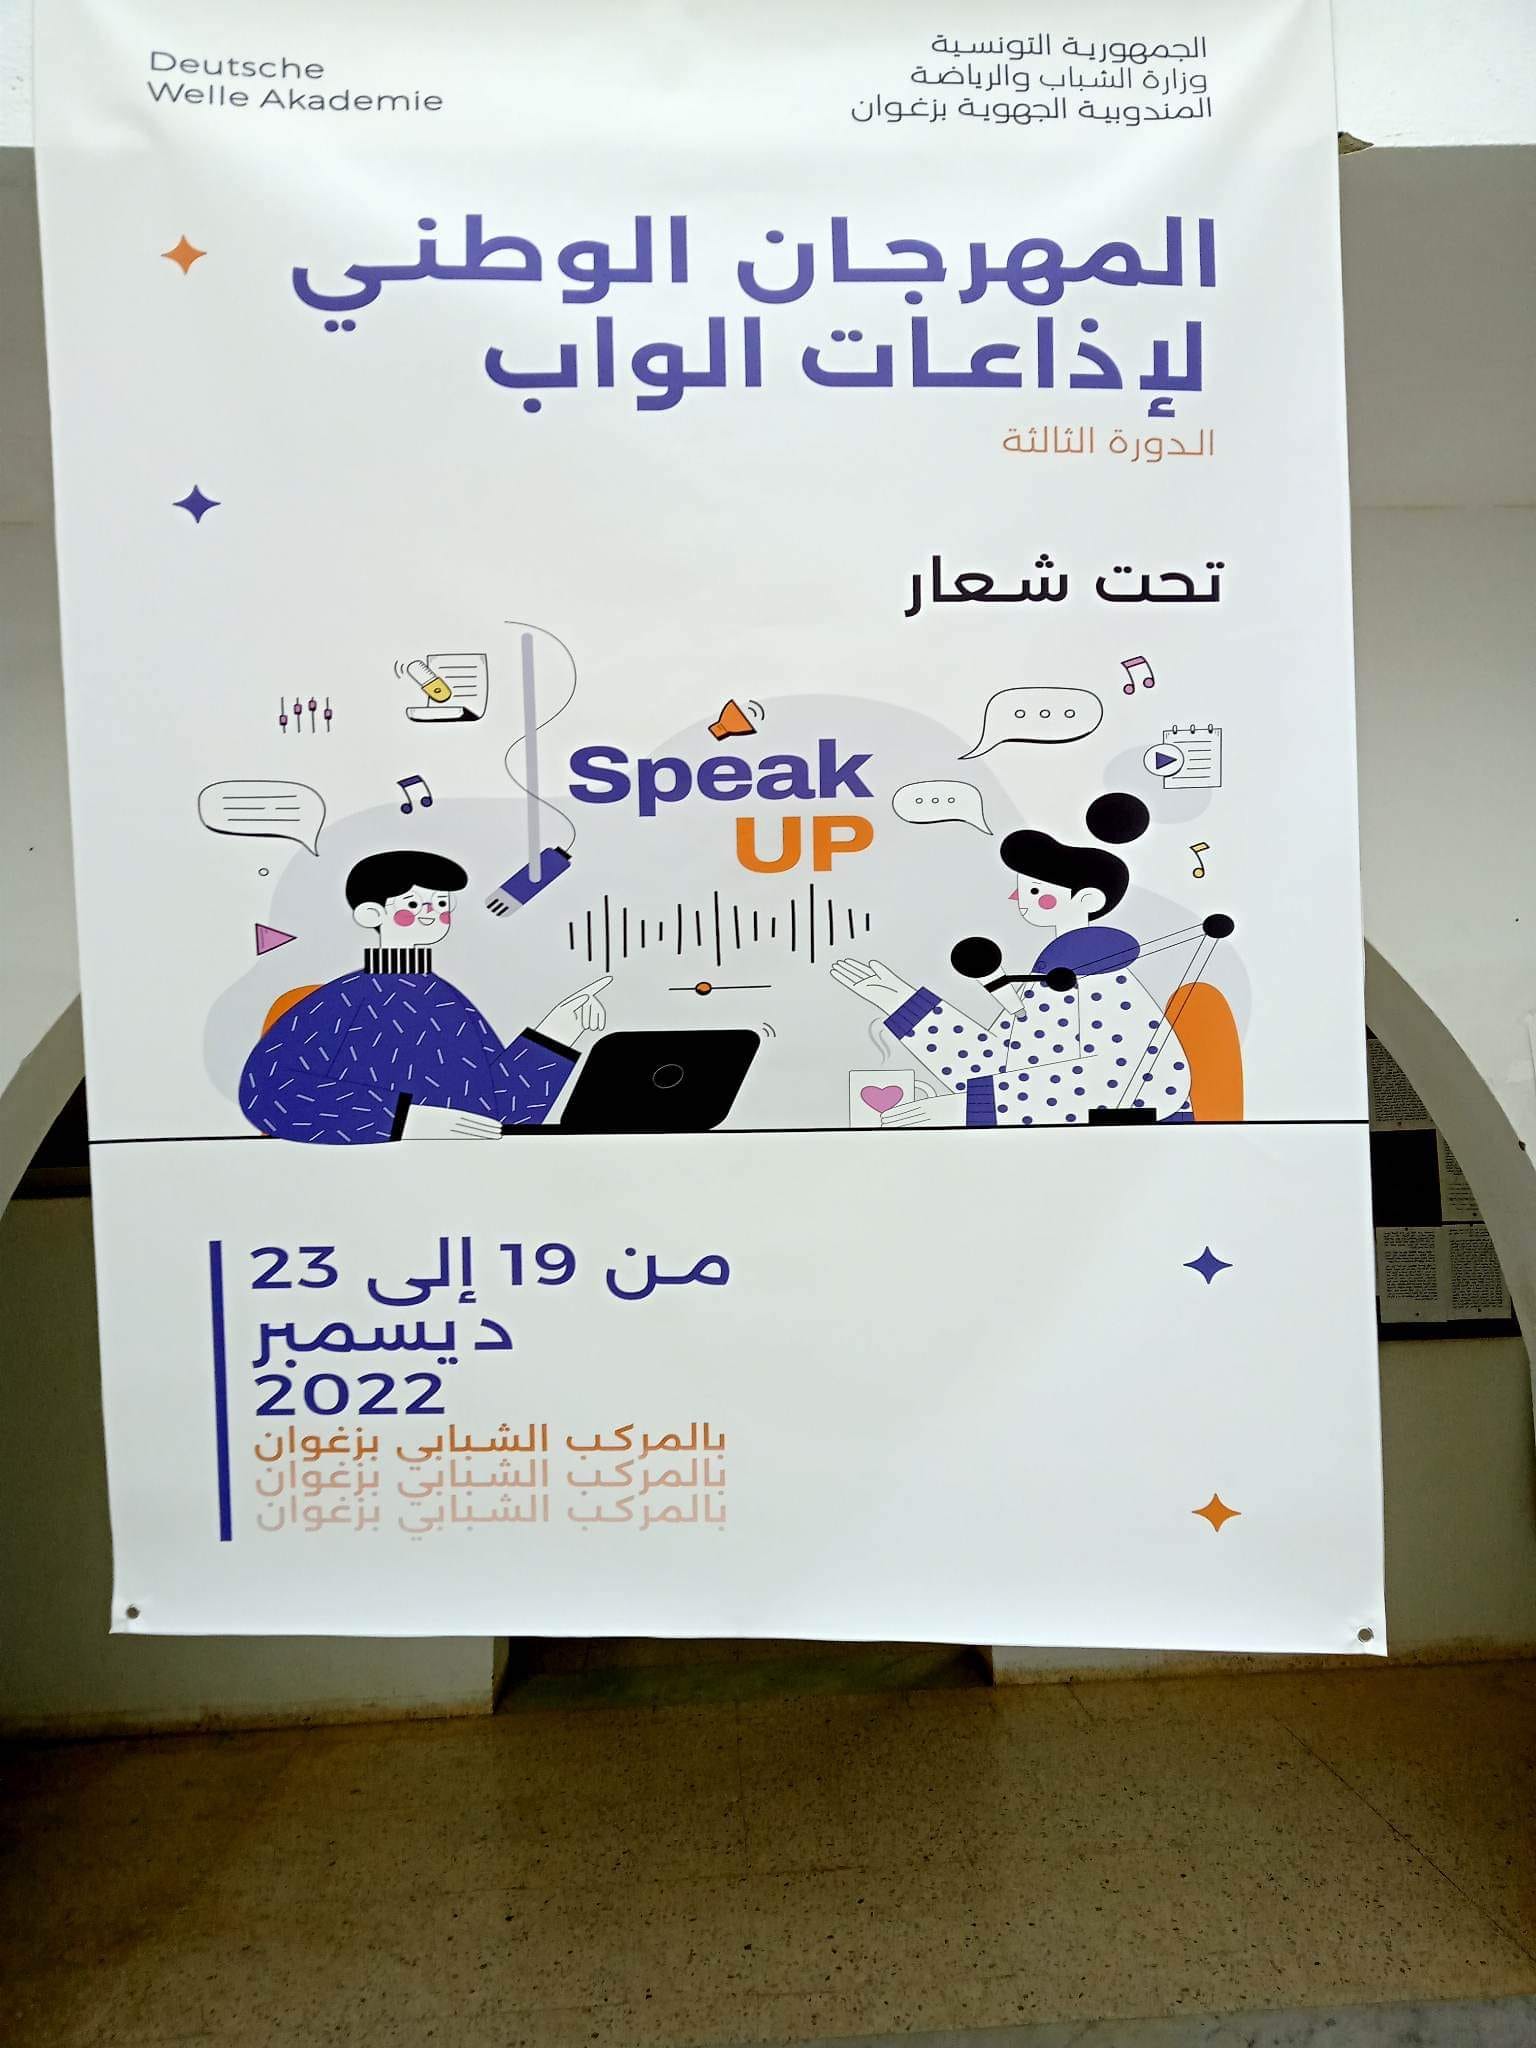 Deutsche
Welle Akademie
الجمهورية التونسية
وزارة الشباب والرياضة
المندوبية الجهوية بزغوان
المهرجان الوطني
لإذاعات الواب
الدورة الثالثة
تحت شعار
Speak
UP
من 19 إلى 23
ديسمبر
2022
بالمركب الشبابي بزغوان
بالمركب الشبابي بزغوان
بالمركب الشبابي بزغوان